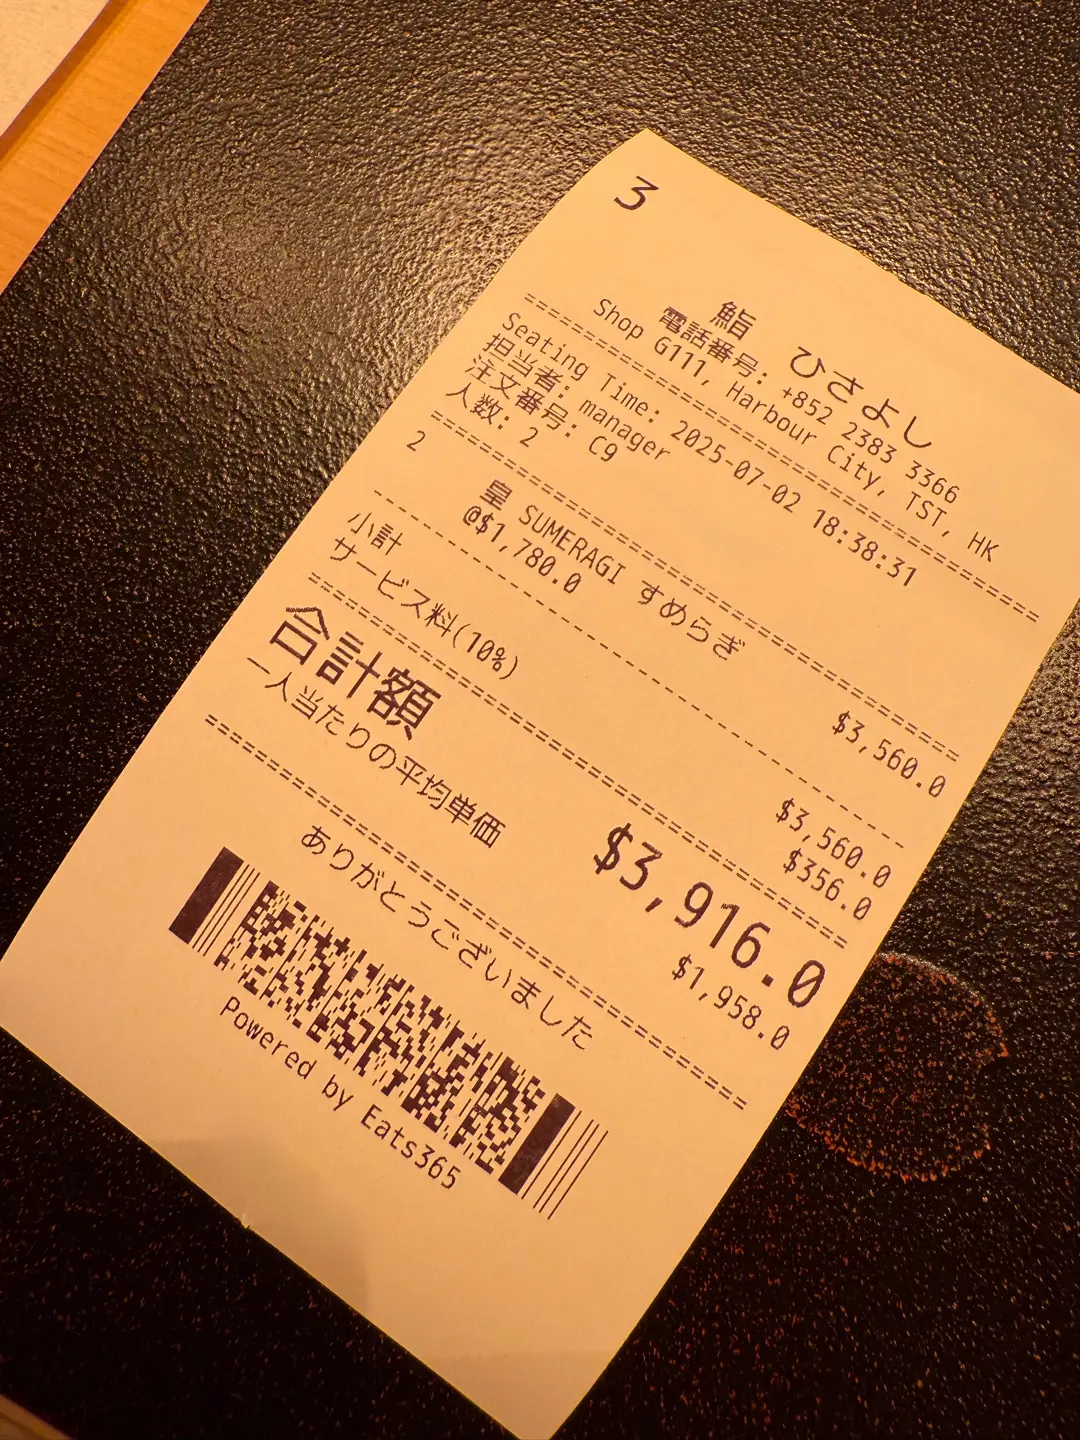 3
鮨 ひさよし
電話番号: +852 2383 3366
Shop G111, Harbour City, TST, HK
================================
Seating Time: 2025-07-02 18:38:31
担当者: manager
注文番号: C9
人数: 2
================================
2 皇 SUMERAGI すめらぎ $3,560.0
@$1,780.0
--------------------------------
小計 $3,560.0
サービス料(10%) $356.0
================================
合計額 $3,916.0
一人当たりの平均単価 $1,958.0
================================
ありがとうございました
Powered by Eats365